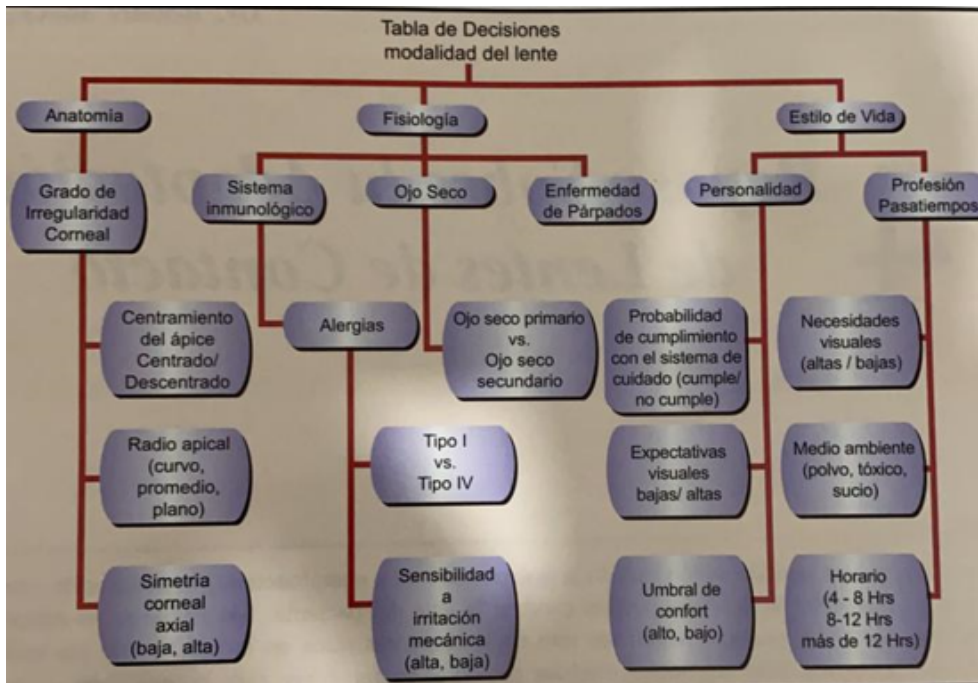 Tabla de Decisiones
modalidad del lente
Anatomía
Fisiología
Estilo de Vida
Grado de
Irregularidad
Corneal
Sistema
inmunológico
Ojo Seco
Enfermedad
de Párpados
Personalidad
Profesión
Pasatiempos
Centramiento
del ápice
Centrado/
Descentrado
Alergias
Ojo seco primario
vs.
Ojo seco
secundario
Probabilidad
de cumplimiento
con el sistema de
cuidado (cumple/
no cumple)
Necesidades
visuales
(altas / bajas)
Radio apical
(curvo,
promedio,
plano)
Tipo I
vs.
Tipo IV
Expectativas
visuales
bajas/ altas
Medio ambiente
(polvo, tóxico,
sucio)
Simetría
corneal
axial
(baja, alta)
Sensibilidad
a
irritación
mecánica
(alta, baja)
Umbral de
confort
(alto, bajo)
Horario
(4 - 8 Hrs
8-12 Hrs
más de 12 Hrs)